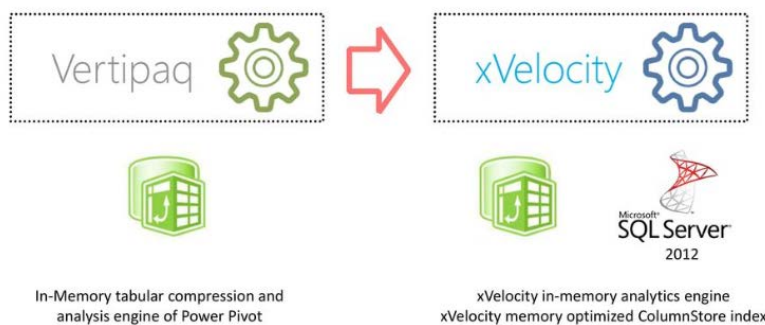 Vertipaq
xVelocity
Microsoft®
SQL Server®
2012
In-Memory tabular compression and
analysis engine of Power Pivot
xVelocity in-memory analytics engine
xVelocity memory optimized ColumnStore index